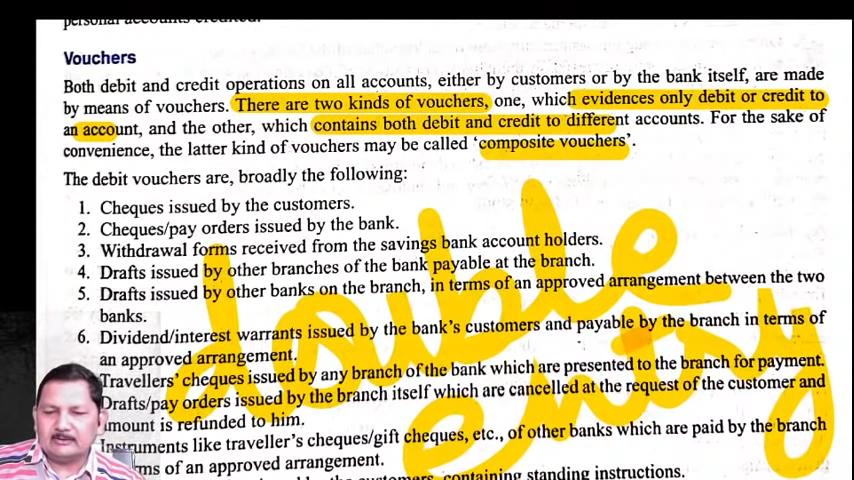 personal accounts credited.
Vouchers
Both debit and credit operations on all accounts, either by customers or by the bank itself, are made
by means of vouchers. There are two kinds of vouchers, one, which evidences only debit or credit to
an account, and the other, which contains both debit and credit to different accounts. For the sake of
convenience, the latter kind of vouchers may be called 'composite vouchers'.
The debit vouchers are, broadly the following:
1. Cheques issued by the customers.
2. Cheques/pay orders issued by the bank.
3. Withdrawal forms received from the savings bank account holders.
4. Drafts issued by other branches of the bank payable at the branch.
5. Drafts issued by other banks on the branch, in terms of an approved arrangement between the two
banks.
6. Dividend/interest warrants issued by the bank's customers and payable by the branch in terms of
an approved arrangement.
Travellers' cheques issued by any branch of the bank which are presented to the branch for payment.
Drafts/pay orders issued by the branch itself which are cancelled at the request of the customer and
amount is refunded to him.
Instruments like traveller's cheques/gift cheques, etc., of other banks which are paid by the branch
ms of an approved arrangement.
customers, containing standing instructions.
double
entry